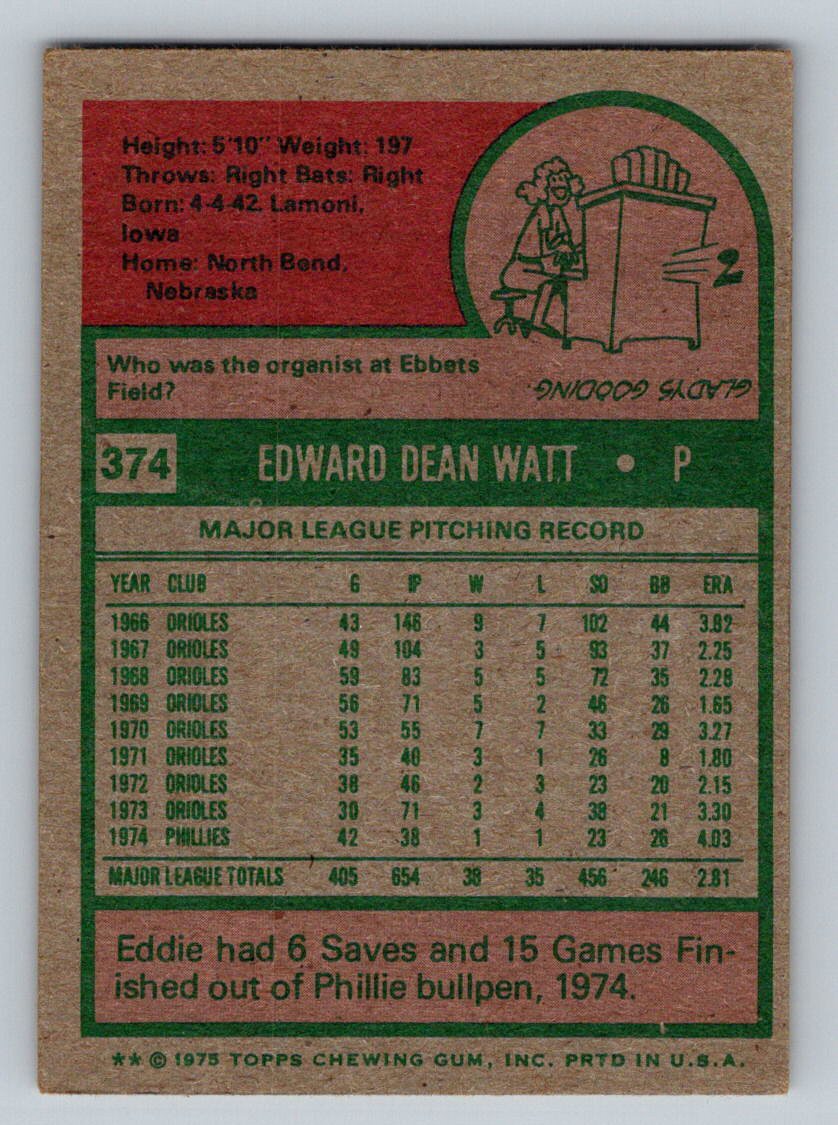 Height: 5'10" Weight: 197
Throws: Right Bats: Right
Born: 4-4-42. Lamoni,
Iowa
Home: North Bend,
Nebraska
2
Who was the organist at Ebbets
Field?
GLADYS GOODING
374 EDWARD DEAN WATT • P
MAJOR LEAGUE PITCHING RECORD
YEAR CLUB G IP W L SO BB ERA
1966 ORIOLES 43 146 9 7 102 44 3.82
1967 ORIOLES 49 104 3 5 93 37 2.25
1968 ORIOLES 59 83 5 5 72 35 2.28
1969 ORIOLES 56 71 5 2 46 26 1.65
1970 ORIOLES 53 55 7 7 33 29 3.27
1971 ORIOLES 35 40 3 1 26 8 1.80
1972 ORIOLES 38 46 2 3 23 20 2.15
1973 ORIOLES 30 71 3 4 38 21 3.30
1974 PHILLIES 42 38 1 1 23 26 4.03
MAJOR LEAGUE TOTALS 405 654 38 35 456 246 2.81
Eddie had 6 Saves and 15 Games Fin-
ished out of Phillie bullpen, 1974.
** © 1975 TOPPS CHEWING GUM, INC. PRTD IN U.S.A.